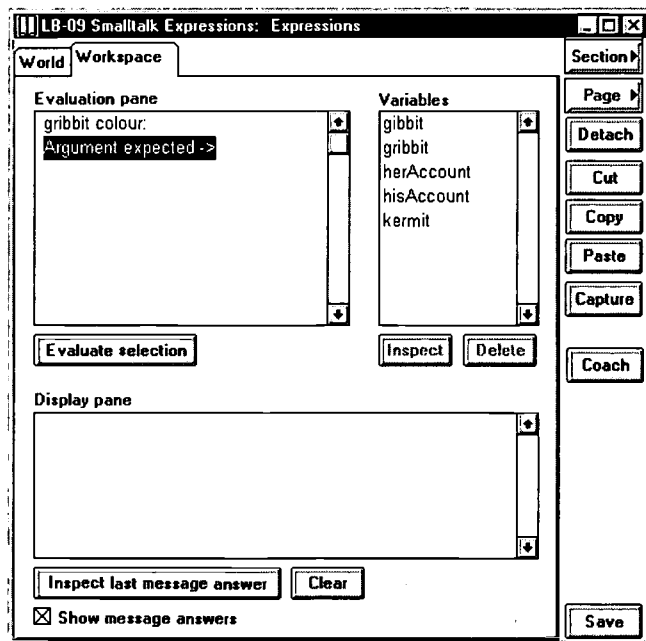 LB-09 Smalltalk Expressions: Expressions
World
Workspace
Section
Page
Detach
Cut
Copy
Paste
Capture
Coach
Save
Evaluation pane
gribbit colour:
Argument expected ->
Evaluate selection
Variables
gibbit
gribbit
herAccount
hisAccount
kermit
Inspect
Delete
Display pane
Inspect last message answer
Clear
Show message answers